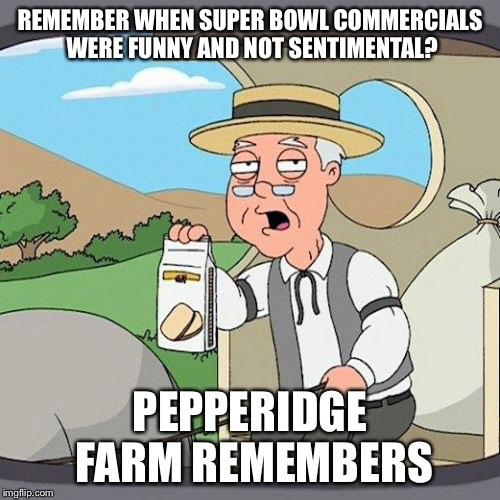 REMEMBER WHEN SUPER BOWL COMMERCIALS
WERE FUNNY AND NOT SENTIMENTAL?
PEPPERIDGE
FARM REMEMBERS
imgflip.com